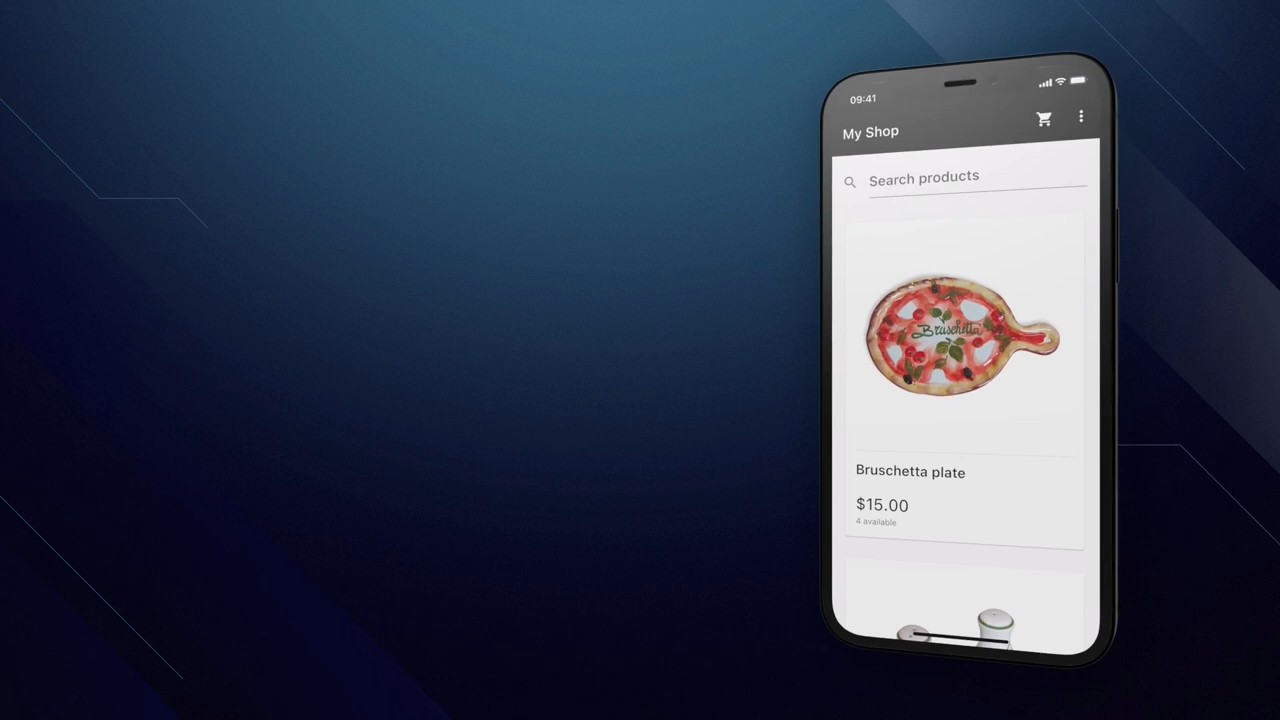 09:41
My Shop
Search products
Bruschetta
Bruschetta plate
$15.00
4 available